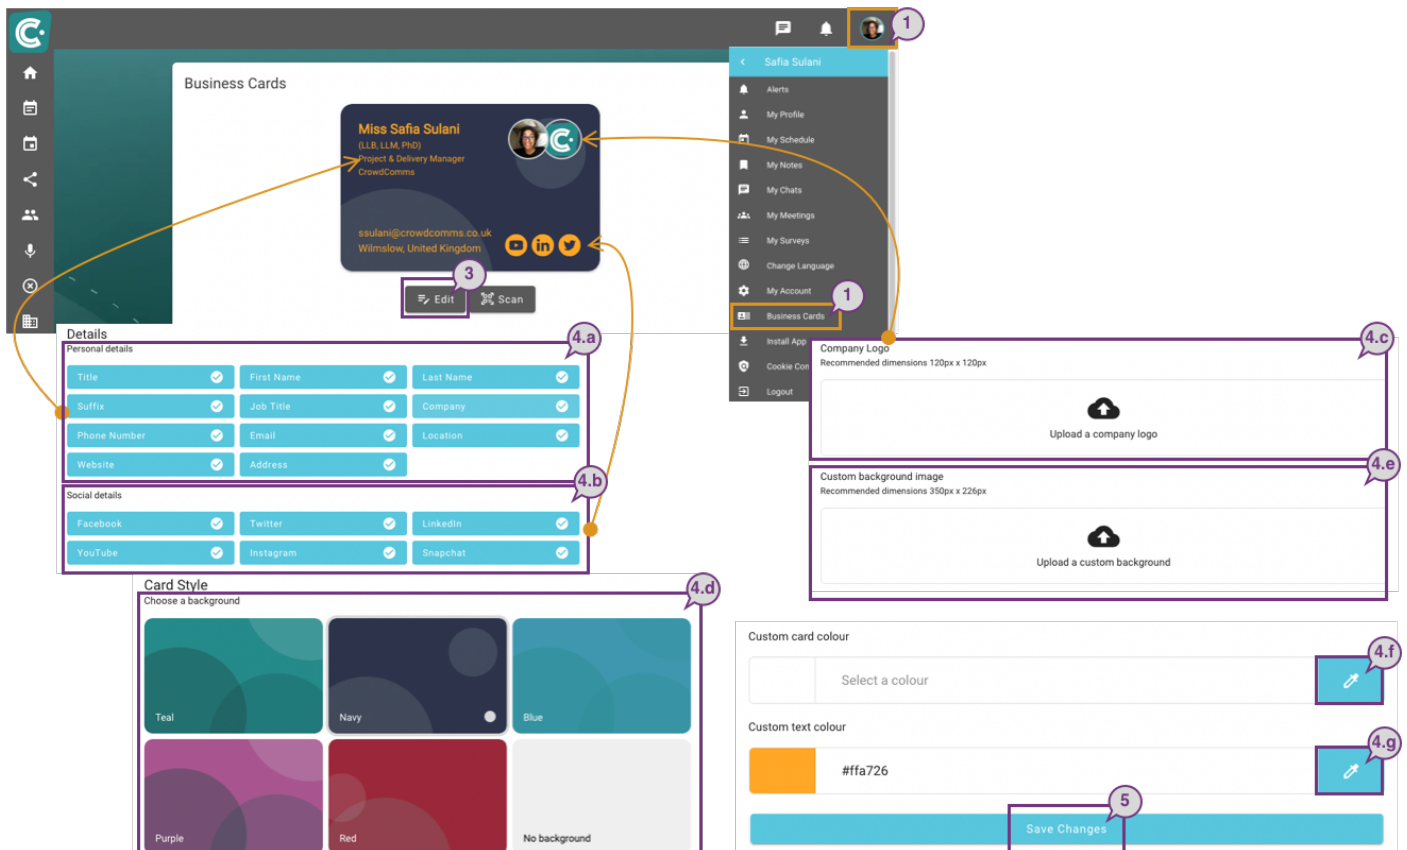 1
Safia Sulani
Business Cards
Alerts
My Profile
My Schedule
My Notes
My Chats
My Meetings
My Surveys
Change Language
My Account
1
Business Cards
Install App
Cookie Con
Logout
Miss Safia Sulani
(LLB, LLM, PhD)
Project & Delivery Manager
CrowdComms
ssulani@crowdcomms.co.uk
Wilmslow, United Kingdom
3
Edit
Scan
Details
4.a
Personal details
Title
First Name
Last Name
Suffix
Job Title
Company
Phone Number
Email
Location
Website
Address
4.b
Social details
Facebook
Twitter
LinkedIn
YouTube
Instagram
Snapchat
4.c
Company Logo
Recommended dimensions 120px x 120px
Upload a company logo
4.e
Custom background image
Recommended dimensions 350px x 226px
Upload a custom background
Card Style
4.d
Choose a background
Teal
Navy
Blue
Purple
Red
No background
Custom card colour
4.f
Select a colour
Custom text colour
4.g
#ffa726
5
Save Changes